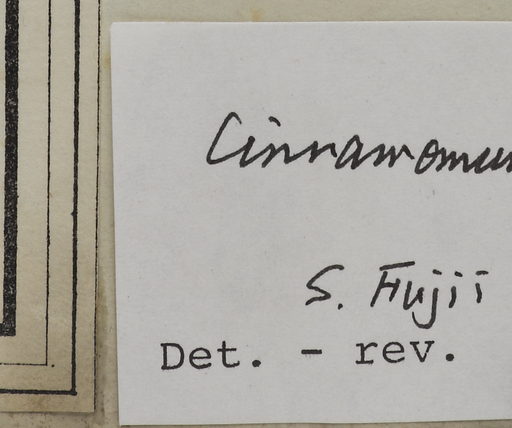 Cinnamomum
S. Fujii
Det. - rev.